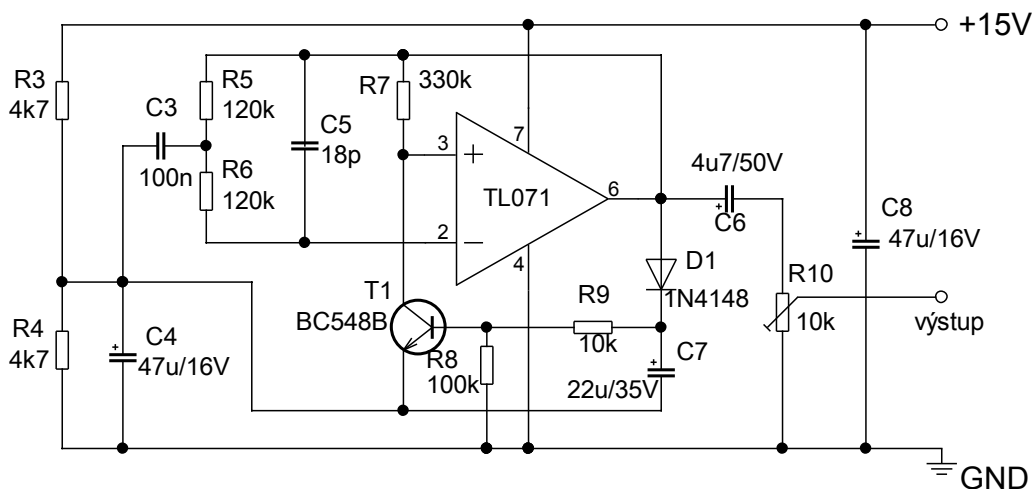 +15V
R3
4k7
C3
100n
R5
120k
R6
120k
C5
18p
R7
330k
3
+
2
−
7
TL071
6
4
4u7/50V
+
C6
C8
+
47u/16V
D1
1N4148
R10
10k
výstup
T1
BC548B
R9
10k
R8
100k
C7
+
22u/35V
R4
4k7
C4
+
47u/16V
GND